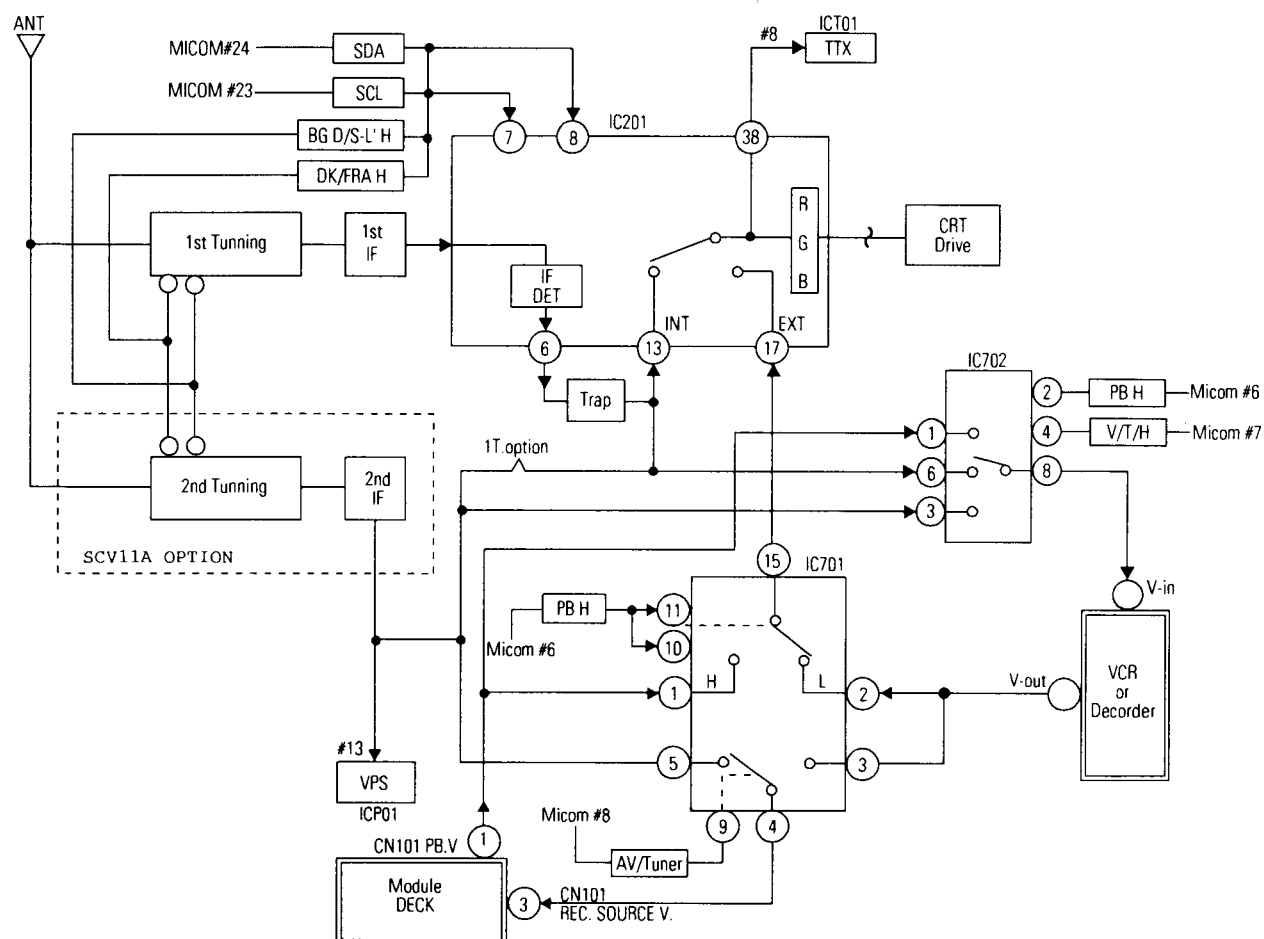 ANT
MICOM#24
SDA
MICOM #23
SCL
BG D/S-L' H
DK/FRA H
#8
ICT01
TTX
7
8
IC201
38
1st Tunning
1st
IF
IF
DET
R
G
B
CRT
Drive
6
INT
13
EXT
17
Trap
2nd Tunning
2nd
IF
SCV11A OPTION
1T.option
IC702
1
6
3
2
PB H
Micom #6
4
V/T/H
Micom #7
8
V-in
15
IC701
PB H
Micom #6
11
10
1
H
L
2
5
3
9
4
V-out
VCR
or
Decorder
#13
VPS
ICP01
Micom #8
AV/Tuner
CN101 PB.V
1
Module
DECK
3
CN101
REC. SOURCE V.